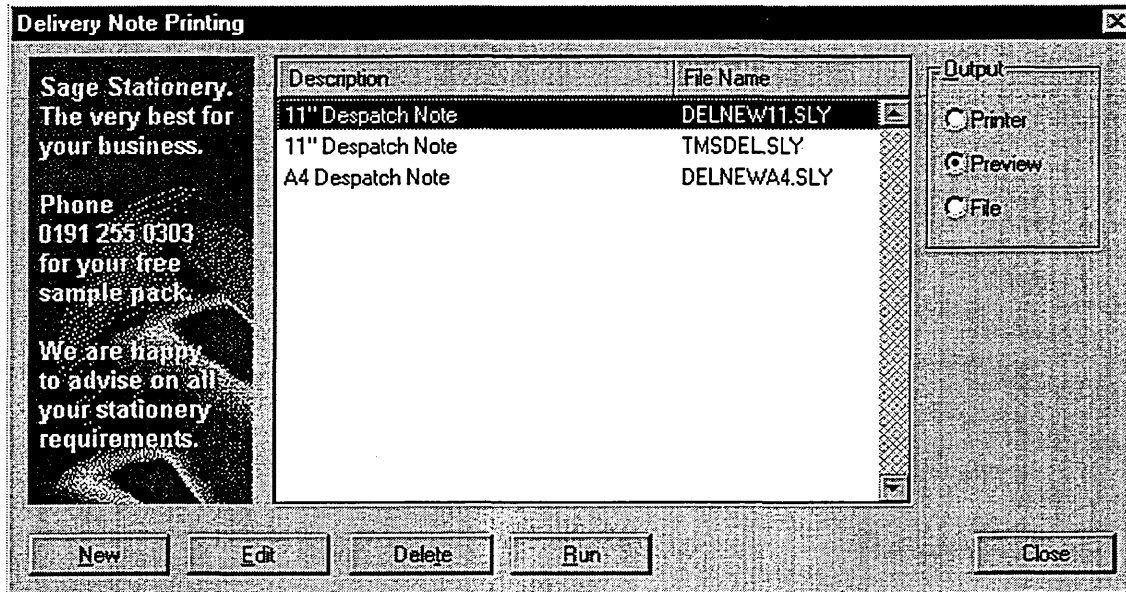 Delivery Note Printing
Sage Stationery.
The very best for
your business.
Phone
0191 255 0303
for your free
sample pack.
We are happy
to advise on all
your stationery
requirements.
Description File Name
11" Despatch Note DELNEW11.SLY
11" Despatch Note TMSDEL.SLY
A4 Despatch Note DELNEWA4.SLY
Output
Printer
Preview
File
New Edit Delete Run Close